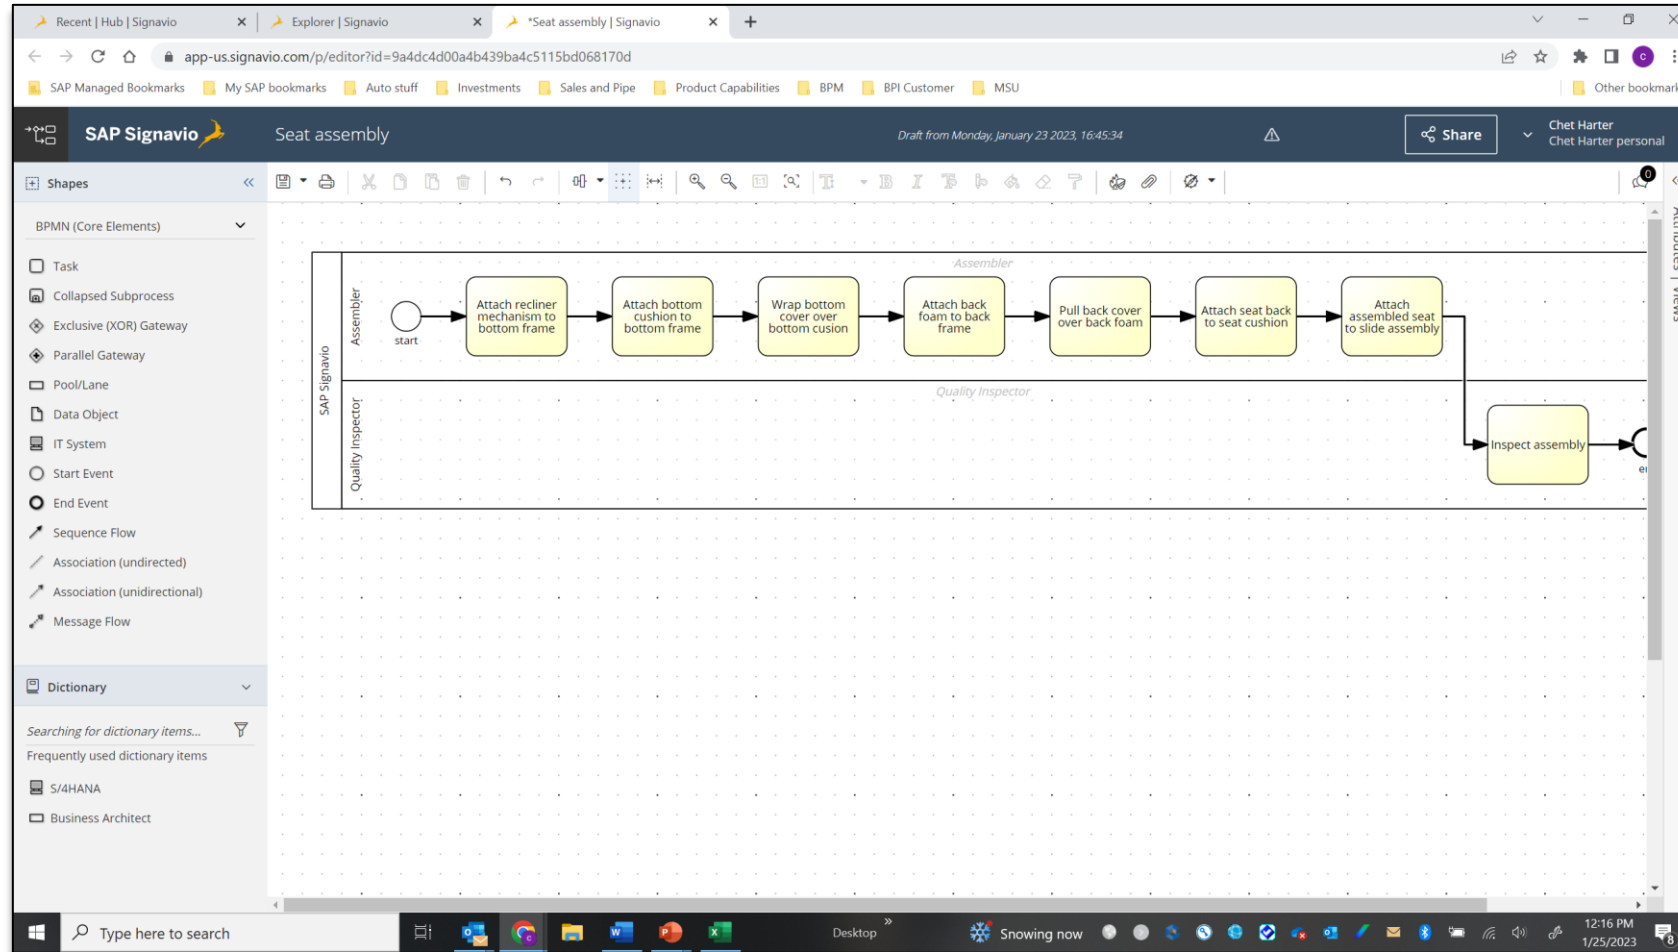 Recent | Hub | Signavio
Explorer | Signavio
*Seat assembly | Signavio
app-us.signavio.com/p/editor?id=9a4dc4d00a4b439ba4c5115bd068170d
SAP Managed Bookmarks
My SAP bookmarks
Auto stuff
Investments
Sales and Pipe
Product Capabilities
BPM
BPI Customer
MSU
Other bookmark
SAP Signavio
Seat assembly
Draft from Monday, January 23 2023, 16:45:34
Share
Chet Harter
Chet Harter personal
Shapes
0
Attributes | Views
BPMN (Core Elements)
Task
Collapsed Subprocess
Exclusive (XOR) Gateway
Parallel Gateway
Pool/Lane
Data Object
IT System
Start Event
End Event
Sequence Flow
Association (undirected)
Association (unidirectional)
Message Flow
Dictionary
Searching for dictionary items...
Frequently used dictionary items
S/4HANA
Business Architect
SAP Signavio
Assembler
Assembler
start
Attach recliner
mechanism to
bottom frame
Attach bottom
cushion to
bottom frame
Wrap bottom
cover over
bottom cusion
Attach back
foam to back
frame
Pull back cover
over back foam
Attach seat back
to seat cushion
Attach
assembled seat
to slide assembly
Quality Inspector
Quality Inspector
Inspect assembly
Type here to search
Desktop
Snowing now
12:16 PM
1/25/2023